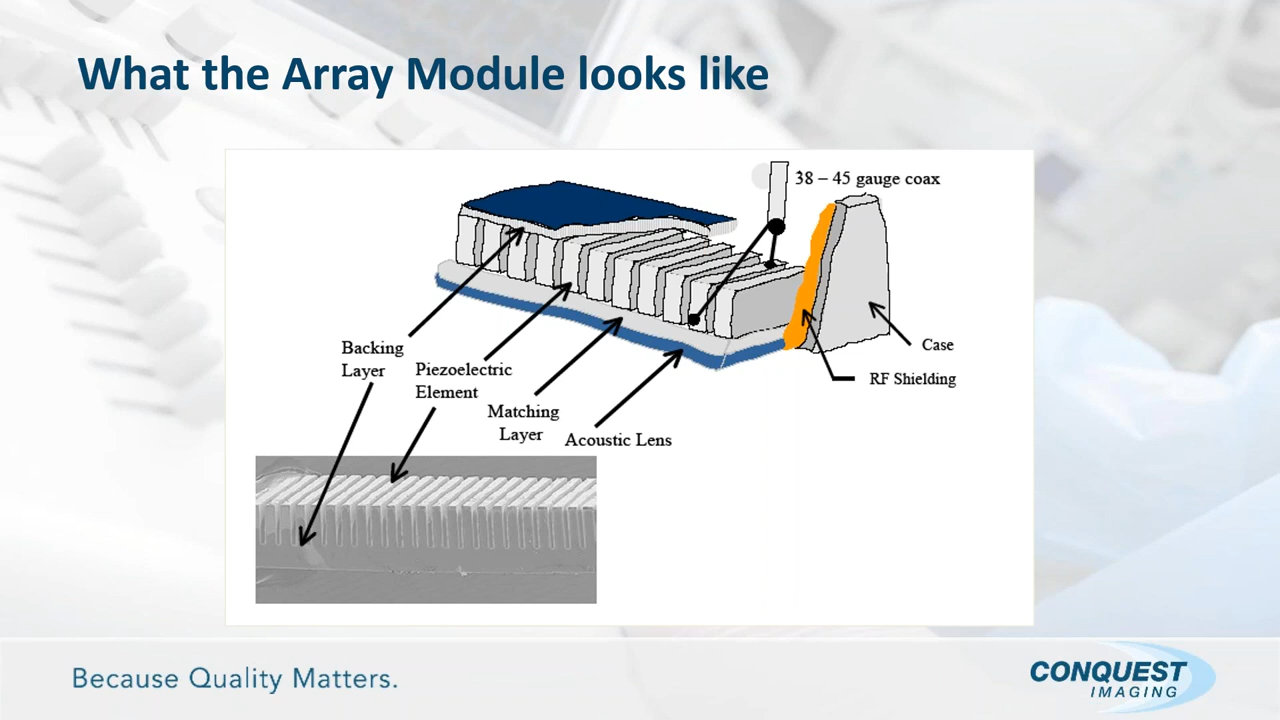 What the Array Module looks like
38 – 45 gauge coax
Case
RF Shielding
Backing
Layer
Piezoelectric
Element
Matching
Layer
Acoustic Lens
Because Quality Matters.
CONQUEST
IMAGING